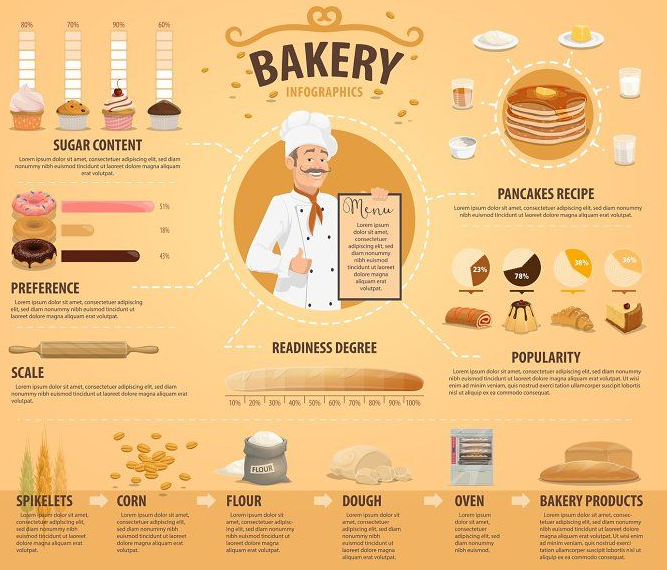 BAKERY
INFOGRAPHICS
80%
70%
90%
60%
SUGAR CONTENT
Lorem ipsum dolor sit amet, consectetuer adipiscing elit, sed diam
nonummy nibh euismod tincidunt ut laoreet dolore magna aliquam
erat volutpat.
51%
18%
43%
PREFERENCE
Lorem ipsum dolor sit amet, consectetuer adipiscing
elit, sed diam nonummy nibh euismod tincidunt ut
laoreet dolore magna aliquam erat volutpat.
SCALE
Lorem ipsum dolor sit amet, consectetuer adipiscing elit, sed diam
nonummy nibh euismod tincidunt ut laoreet dolore magna aliquam erat
volutpat.
Menu
Lorem ipsum
dolor sit amet,
consectetuer
adipiscing elit,
sed diam
nonummy
nibh euismod
tincidunt ut
laoreet dolore
magna aliquam
erat
volutpat.
READINESS DEGREE
10% 20% 30% 40% 50% 60% 70% 80% 90% 100%
PANCAKES RECIPE
Lorem ipsum dolor sit amet, consectetuer adipiscing elit, sed diam nonummy
nibh euismod tincidunt ut laoreet dolore magna aliquam erat volutpat.
23%
78%
38%
36%
POPULARITY
Lorem ipsum dolor sit amet, consectetuer adipiscing elit, sed diam nonummy nibh
euismod tincidunt ut laoreet dolore magna aliquam erat volutpat. Ut wisi
enim ad minim veniam, quis nostrud exerci tation ullamcorper suscipit lobortis
nisl ut aliquip ex ea commodo consequat.
FLOUR
SPIKELETS
Lorem ipsum dolor
sit amet, consectetuer
adipiscing elit, sed
diam nonummy nibh
euismod tincidunt ut
laoreet dolore magna
aliquam erat
volutpat.
CORN
Lorem ipsum dolor
sit amet, consectetuer
adipiscing elit, sed
diam nonummy nibh
euismod tincidunt ut
laoreet dolore magna
aliquam erat
volutpat.
FLOUR
Lorem ipsum dolor
sit amet, consectetuer
adipiscing elit, sed
diam nonummy nibh
euismod tincidunt ut
laoreet dolore magna
aliquam erat
volutpat.
DOUGH
Lorem ipsum dolor
sit amet, consectetuer
adipiscing elit, sed
diam nonummy
nibh euismod
tincidunt ut laoreet
dolore magna
aliquam erat
volutpat.
OVEN
Lorem ipsum
dolor sit amet,
consectetuer
adipiscing elit,
sed diam
nonummy nibh
euismod
volutpat.
BAKERY PRODUCTS
Lorem ipsum dolor sit amet,
consectetuer adipiscing elit, sed
diam nonummy nibh euismod
tincidunt ut laoreet
nostrud exerci
tation ullamcorper suscipit
lobortis nisl ut
dolore magna aliquam erat
volutpat.